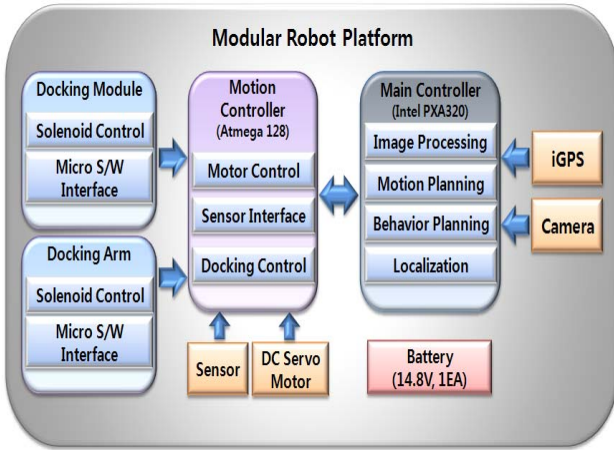 Modular Robot Platform
Docking Module
Solenoid Control
Micro S/W
Interface
Docking Arm
Solenoid Control
Micro S/W
Interface
Motion
Controller
(Atmega 128)
Motor Control
Sensor Interface
Docking Control
Sensor
DC Servo
Motor
Main Controller
(Intel PXA320)
Image Processing
Motion Planning
Behavior Planning
Localization
iGPS
Camera
Battery
(14.8V, 1EA)